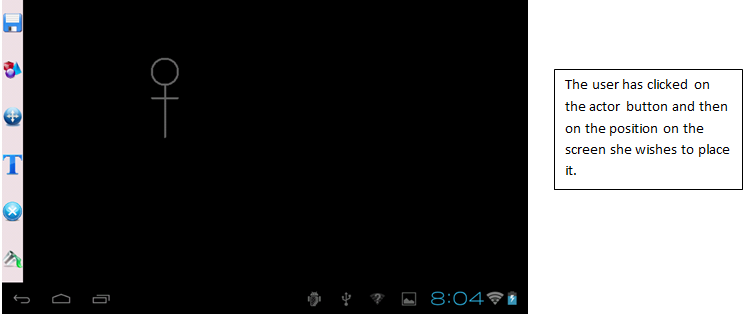 T
8:04
The user has clicked on
the actor button and then
on the position on the
screen she wishes to place
it.